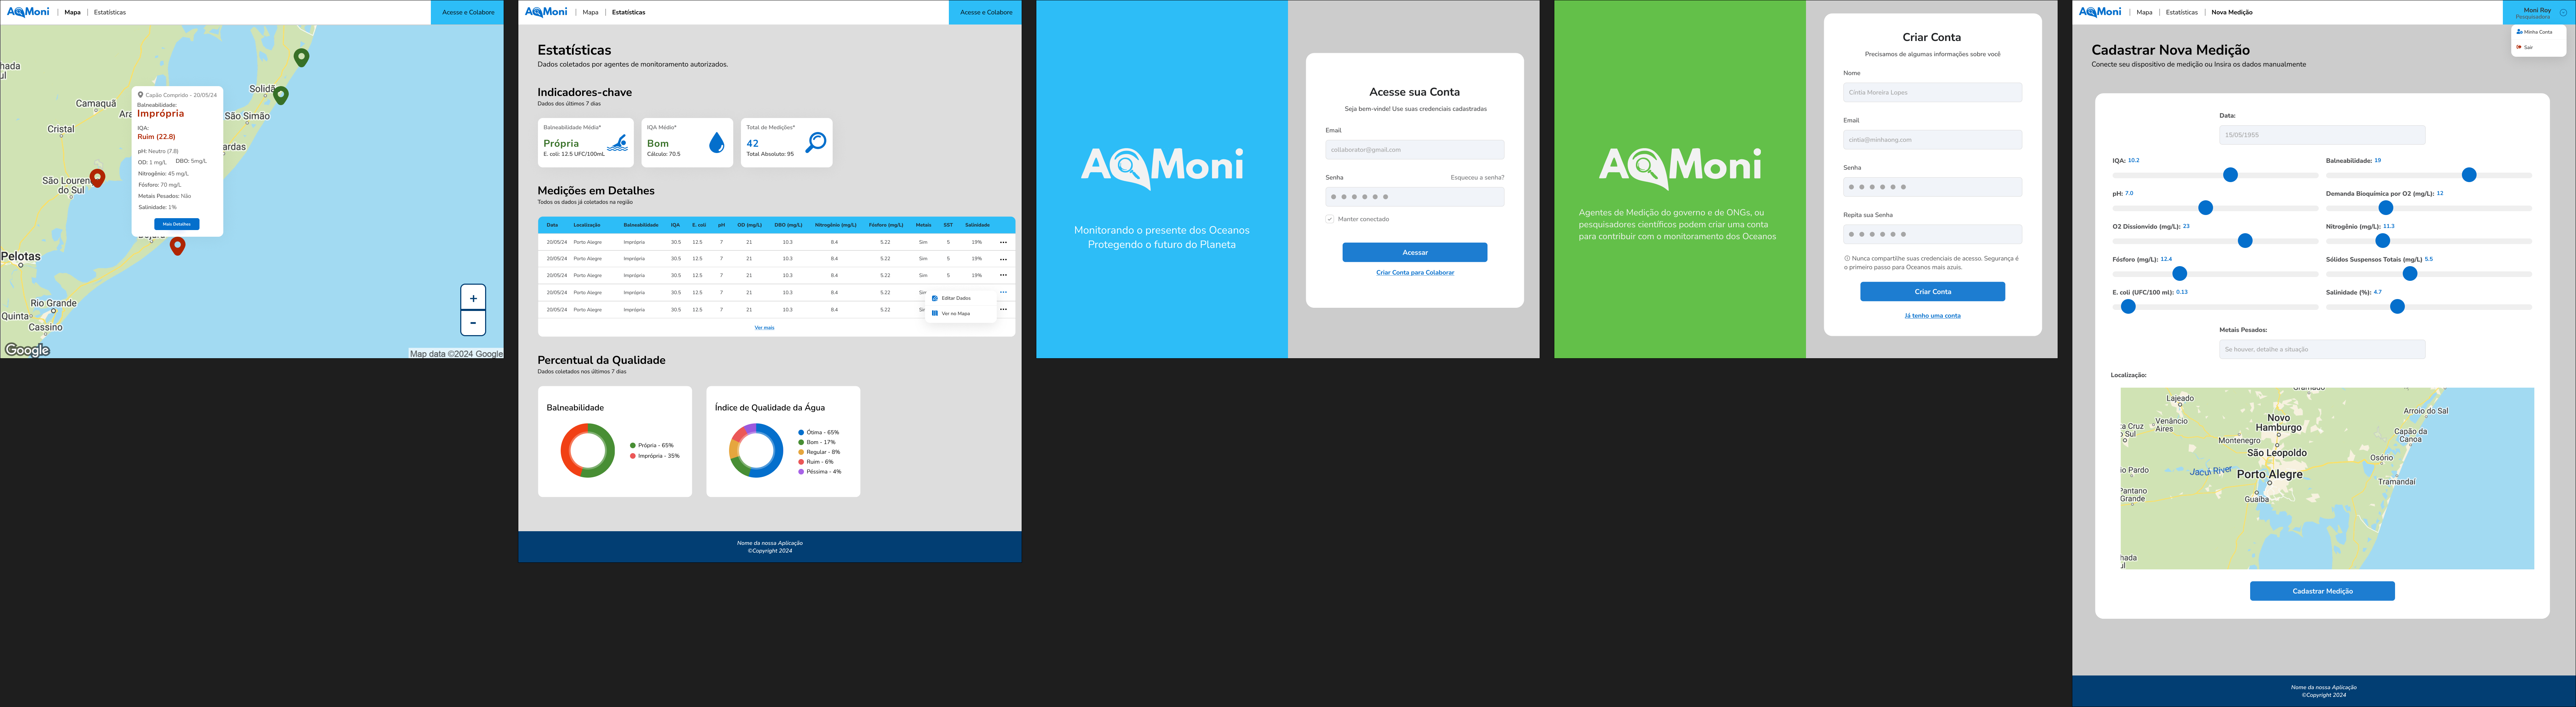 AQMoni | Mapa | Estatísticas
Acesse e Colabore
Solidã
Camaquã
Ara
Cristal
São Simão
ardas
São Louren
do Sul
Pelotas
Rio Grande
Quinta
Cassino
Capão Comprido - 20/05/24
Balneabilidade:
Imprópria
IQA:
Ruim (22.8)
pH: Neutro (7.8)
OD: 1 mg/L DBO: 5mg/L
Nitrogênio: 45 mg/L
Fósforo: 70 mg/L
Metais Pesados: Não
Salinidade: 1%
Mais Detalhes
+
-
Google
Map data ©2024 Google
AQMoni | Mapa | Estatísticas
Acesse e Colabore
Estatísticas
Dados coletados por agentes de monitoramento autorizados.
Indicadores-chave
Dados dos últimos 7 dias
Balneabilidade Média*
Própria
E. coli: 12.5 UFC/100mL
IQA Médio*
Bom
Cálculo: 70.5
Total de Medições*
42
Total Absoluto: 95
Medições em Detalhes
Todos os dados já coletados na região
Data Localização Balneabilidade IQA E. coli pH OD (mg/L) DBO (mg/L) Nitrogênio (mg/L) Fósforo (mg/L) Metais SST Salinidade
20/05/24 Porto Alegre Imprópria 30.5 12.5 7 21 10.3 8.4 5.22 Sim 5 19%
20/05/24 Porto Alegre Imprópria 30.5 12.5 7 21 10.3 8.4 5.22 Sim 5 19%
20/05/24 Porto Alegre Imprópria 30.5 12.5 7 21 10.3 8.4 5.22 Sim 5 19%
20/05/24 Porto Alegre Imprópria 30.5 12.5 7 21 10.3 8.4 5.22
20/05/24 Porto Alegre Imprópria 30.5 12.5 7 21 10.3 8.4 5.22
Editar Dados
Ver no Mapa
Ver mais
Percentual da Qualidade
Dados coletados nos últimos 7 dias
Balneabilidade
Própria - 65%
Imprópria - 35%
Índice de Qualidade da Água
Ótima - 65%
Bom - 17%
Regular - 8%
Ruim - 6%
Péssima - 4%
Nome da nossa Aplicação
©Copyright 2024
AQMoni
Monitorando o presente dos Oceanos
Protegendo o futuro do Planeta
Acesse sua Conta
Seja bem-vinde! Use suas credenciais cadastradas
Email
collaborator@gmail.com
Senha Esqueceu a senha?
Manter conectado
Acessar
Criar Conta para Colaborar
AQMoni
Agentes de Medição do governo e de ONGs, ou
pesquisadores científicos podem criar uma conta
para contribuir com o monitoramento dos Oceanos
Criar Conta
Precisamos de algumas informações sobre você
Nome
Cintia Moreira Lopes
Email
cintia@minhaong.com
Senha
Repita sua Senha
Nunca compartilhe suas credenciais de acesso. Segurança é
o primeiro passo para Oceanos mais azuis.
Criar Conta
Já tenho uma conta
AQMoni | Mapa | Estatísticas | Nova Medição
Moni Roy
Pesquisadora
Minha Conta
Sair
Cadastrar Nova Medição
Conecte seu dispositivo de medição ou Insira os dados manualmente
Data:
15/05/1955
IQA: 10.2
Balneabilidade: 19
pH: 7.0
Demanda Bioquímica por O2 (mg/L): 12
O2 Dissionvido (mg/L): 23
Nitrogênio (mg/L): 11.3
Fósforo (mg/L): 12.4
Sólidos Suspensos Totais (mg/L) 5.5
E. coli (UFC/100 ml): 0.13
Salinidade (%): 4.7
Metais Pesados:
Se houver, detalhe a situação
Localização:
Lajeado
Arroio do Sul
Venâncio
Aires
Novo
Hamburgo
Capão da
Canoa
Montenegro
São Leopoldo
Osório
Jacuí River
Porto Alegre
Tramandaí
Guaíba
Pantano
Grande
Cadastrar Medição
Nome da nossa Aplicação
©Copyright 2024